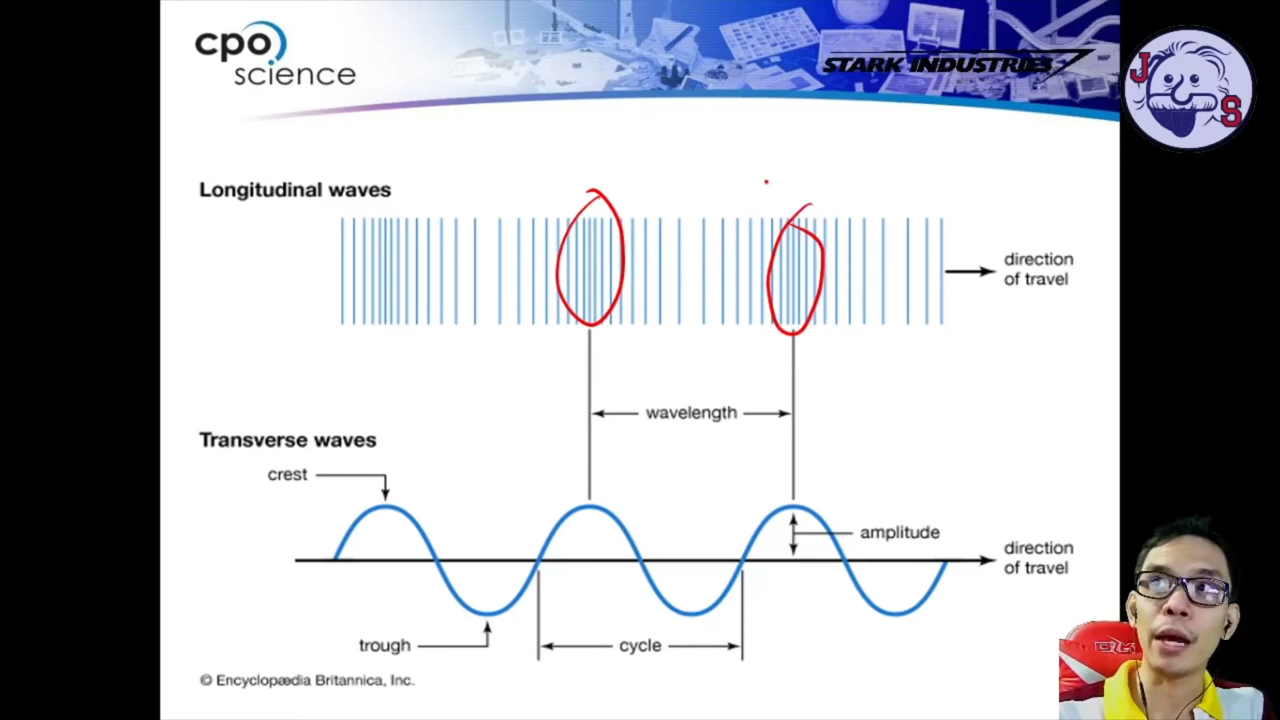 cpo
science
STARK INDUSTRIES
J
S
Longitudinal waves
direction
of travel
wavelength
Transverse waves
crest
amplitude
direction
of travel
trough
cycle
© Encyclopædia Britannica, Inc.